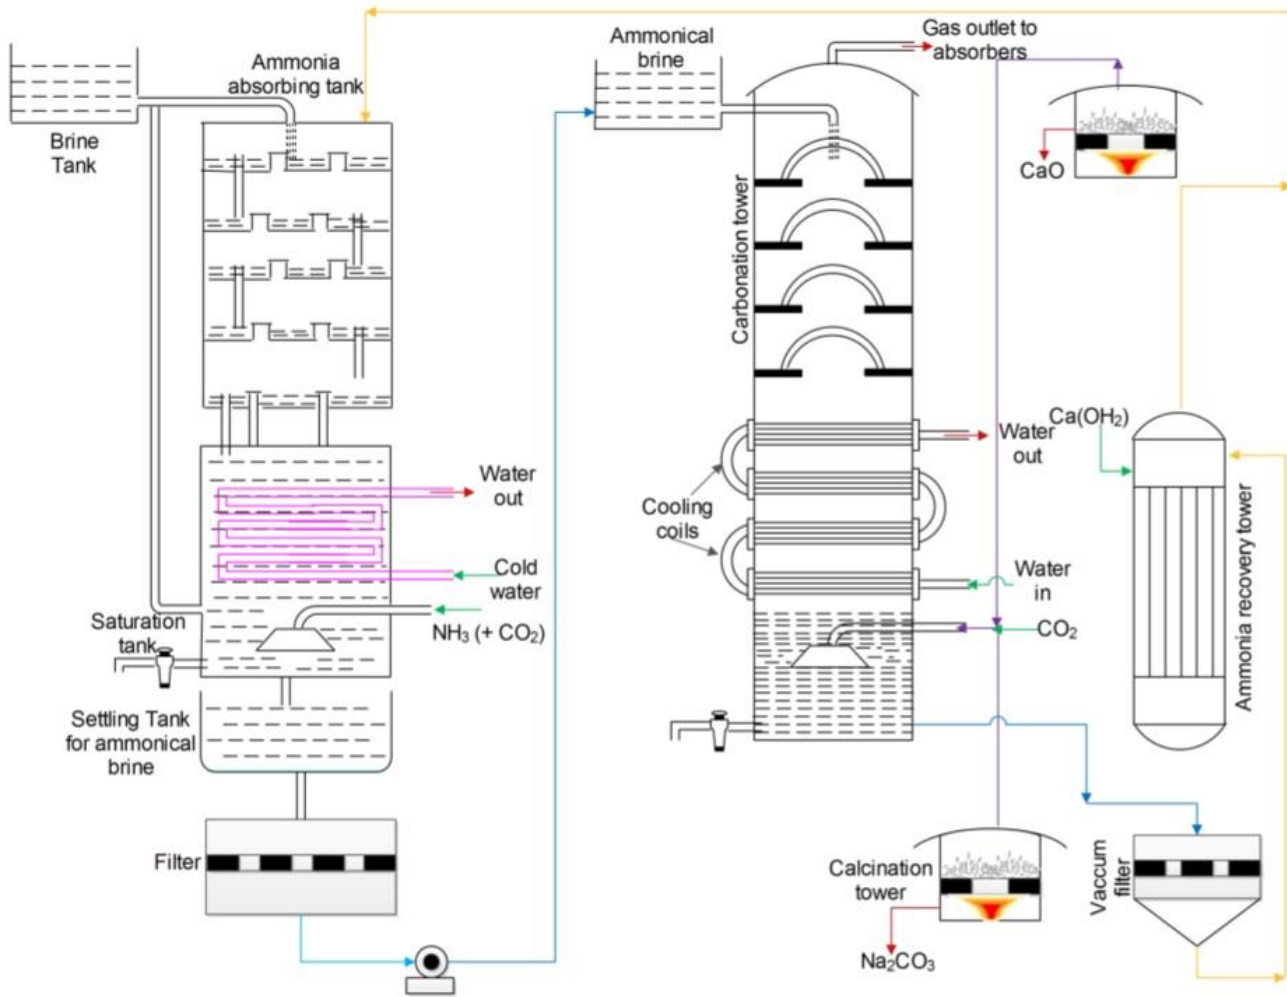 Brine
Tank
Ammonia
absorbing tank
Water
out
Cold
water
NH₃ (+ CO₂)
Saturation
tank
Settling Tank
for ammonical
brine
Filter
Ammonical
brine
Gas outlet to
absorbers
Carbonation tower
Cooling
coils
Water
out
Water
in
CO₂
CaO
Ca(OH₂)
Ammonia recovery tower
Calcination
tower
Na₂CO₃
Vaccum
filter